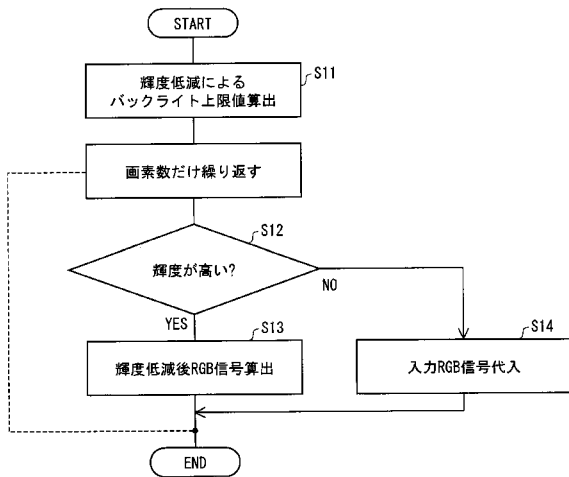 START
S11
輝度低減による
バックライト上限値算出
画素数だけ繰り返す
S12
輝度が高い?
NO
YES
S13
輝度低減後RGB信号算出
S14
入力RGB信号代入
END